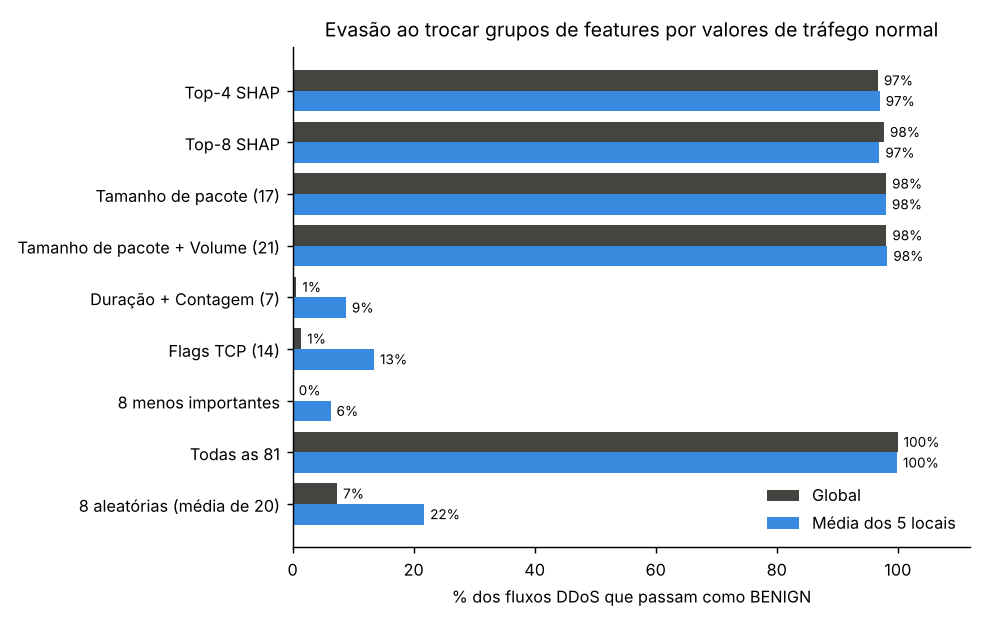 Evasão ao trocar grupos de features por valores de tráfego normal
Top-4 SHAP
97%
97%
Top-8 SHAP
98%
97%
Tamanho de pacote (17)
98%
98%
Tamanho de pacote + Volume (21)
98%
98%
Duração + Contagem (7)
1%
9%
Flags TCP (14)
1%
13%
8 menos importantes
0%
6%
Todas as 81
100%
100%
8 aleatórias (média de 20)
7%
22%
Global
Média dos 5 locais
0 20 40 60 80 100
% dos fluxos DDoS que passam como BENIGN